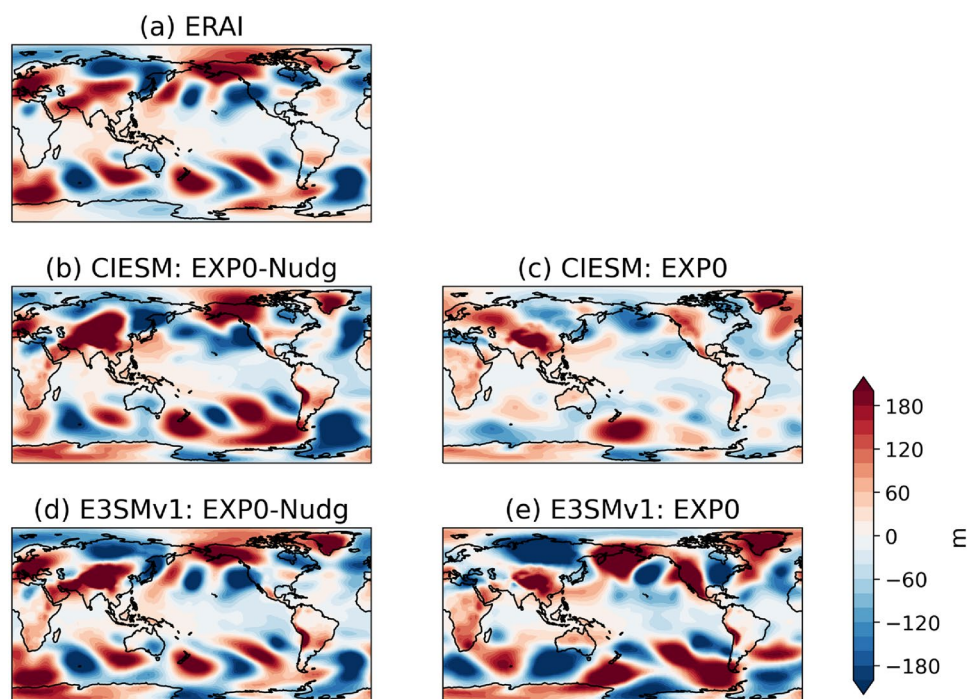 (a) ERAI
(b) CIESM: EXP0-Nudg
(c) CIESM: EXP0
(d) E3SMv1: EXP0-Nudg
(e) E3SMv1: EXP0
180
120
60
0
−60
−120
−180
m